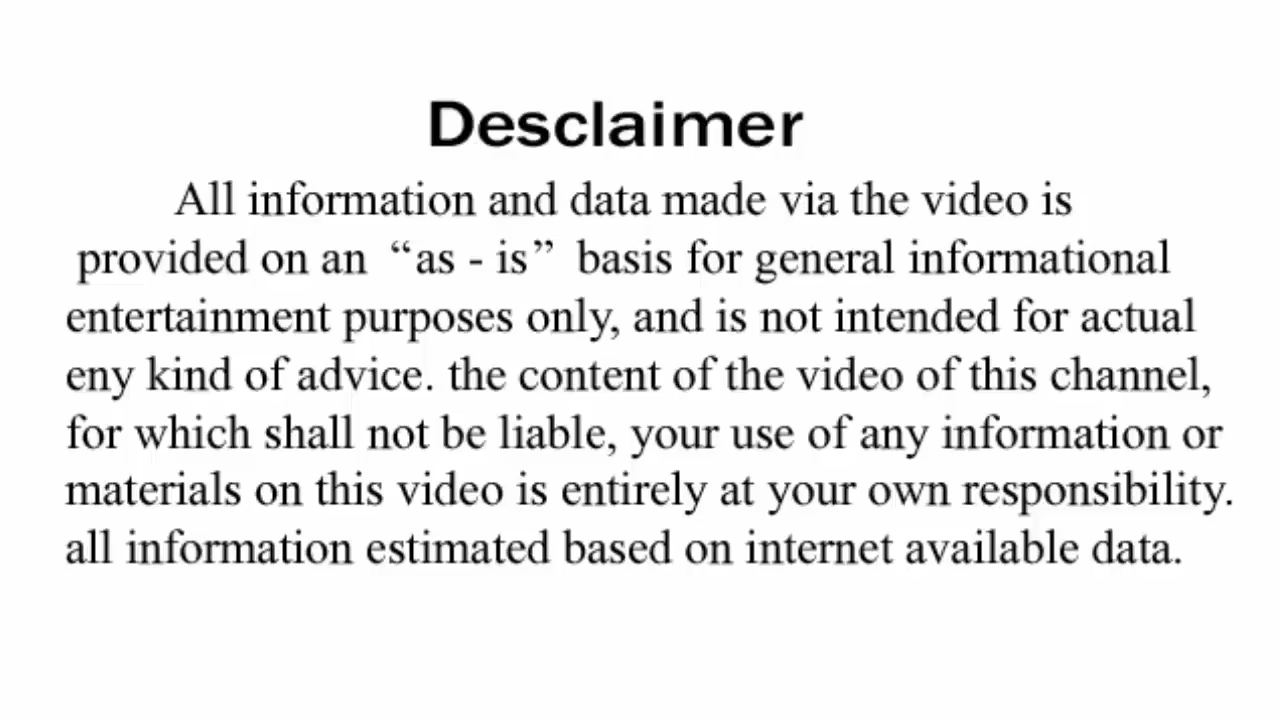 Desclaimer
All information and data made via the video is
provided on an “as - is” basis for general informational
entertainment purposes only, and is not intended for actual
eny kind of advice. the content of the video of this channel,
for which shall not be liable, your use of any information or
materials on this video is entirely at your own responsibility.
all information estimated based on internet available data.